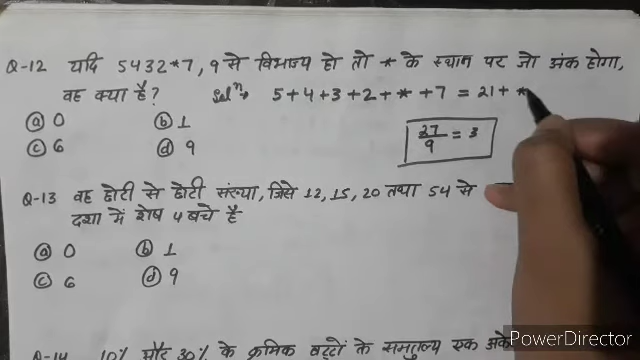 Q-12 यदि 5432*7, 9 से विभाज्य हो तो * के स्थान पर जो अंक होगा,
वह क्या है? Solⁿ→ 5+4+3+2+*+7 = 21+*
(a) 0 (b) 1
(c) 6 (d) 9
27/9 = 3
Q-13 वह छोटी से छोटी संख्या, जिसे 12, 15, 20 तथा 54 से
दशा में शेष 4 बचे है
(a) 0 (b) 1
(c) 6 (d) 9
Q-14 10% और 30% के क्रमिक बट्टों के समतुल्य एक
PowerDirector